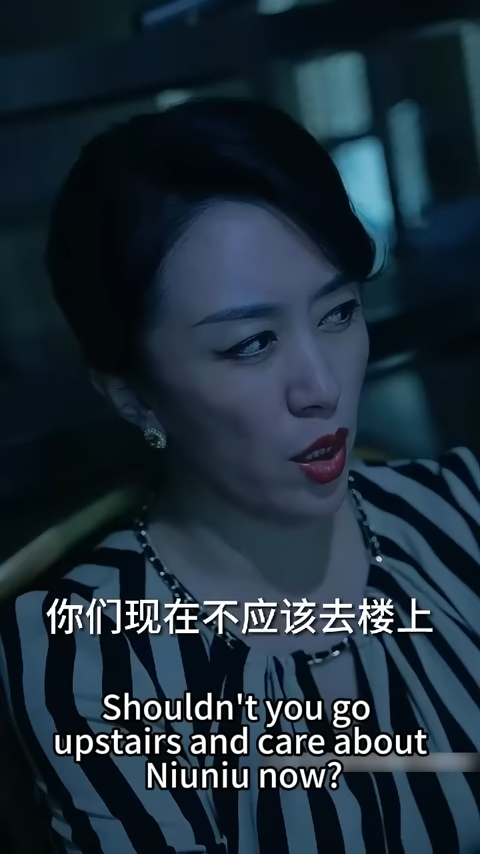 你们现在不应该去楼上
Shouldn't you go
upstairs and care about
Niuniu now?